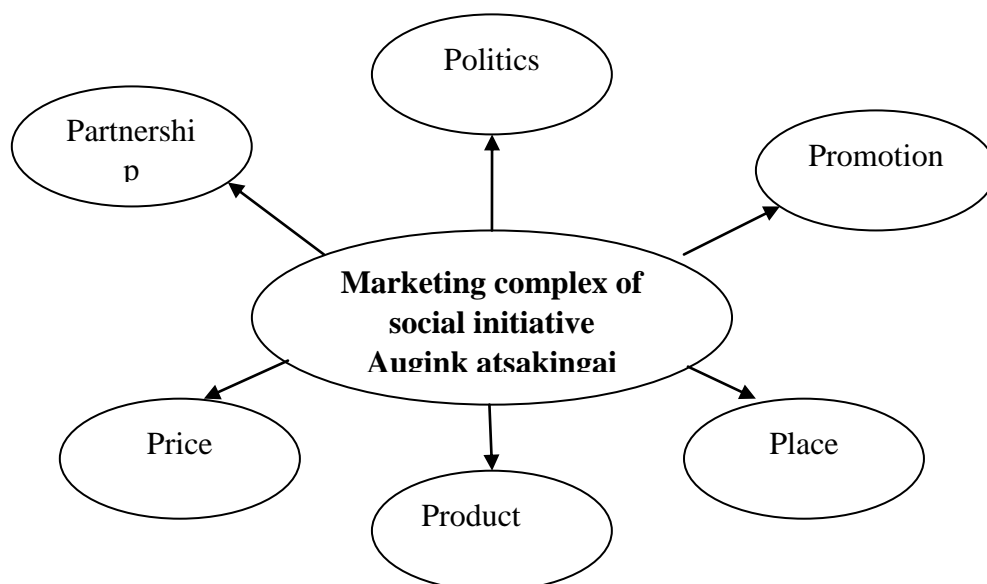 Politics
Partnershi
p
Promotion
Marketing complex of
social initiative
Augink atsakingai
Price
Place
Product